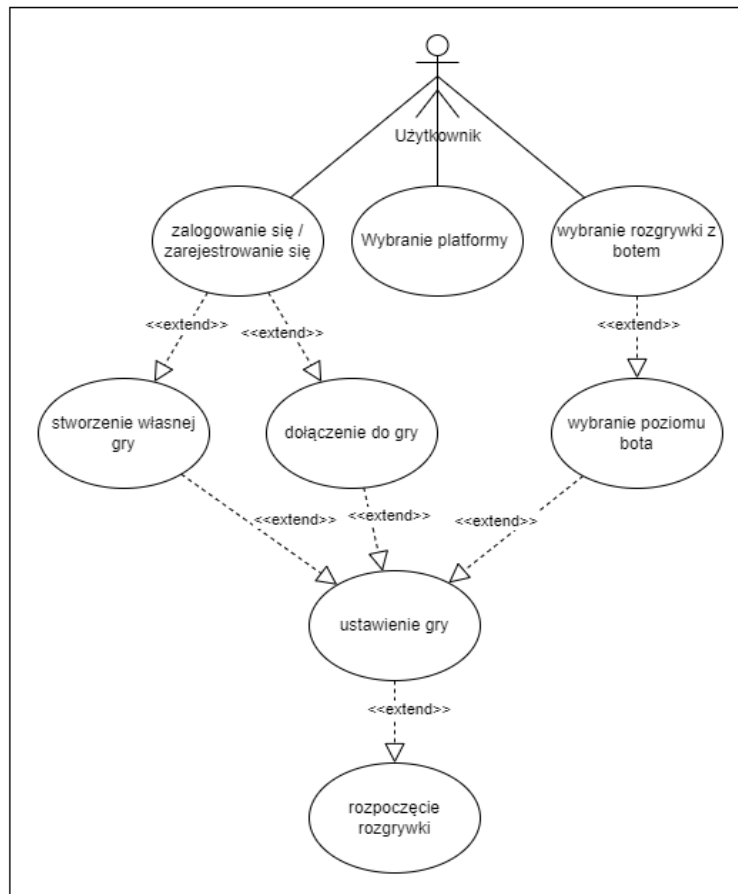 Użytkownik
zalogowanie się /
zarejestrowanie się
Wybranie platformy
wybranie rozgrywki z
botem
<<extend>>
<<extend>>
<<extend>>
stworzenie własnej
gry
dołączenie do gry
wybranie poziomu
bota
<<extend>>
<<extend>>
<<extend>>
ustawienie gry
<<extend>>
rozpoczęcie
rozgrywki